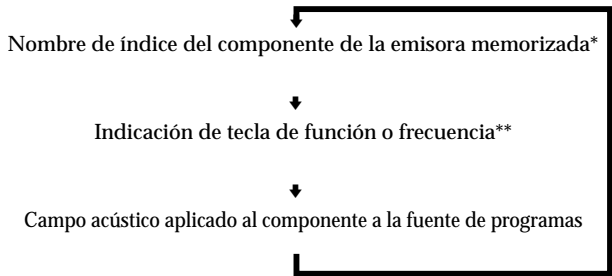 Nombre de índice del componente de la emisora memorizada*
Indicación de tecla de función o frecuencia**
Campo acústico aplicado al componente a la fuente de programas